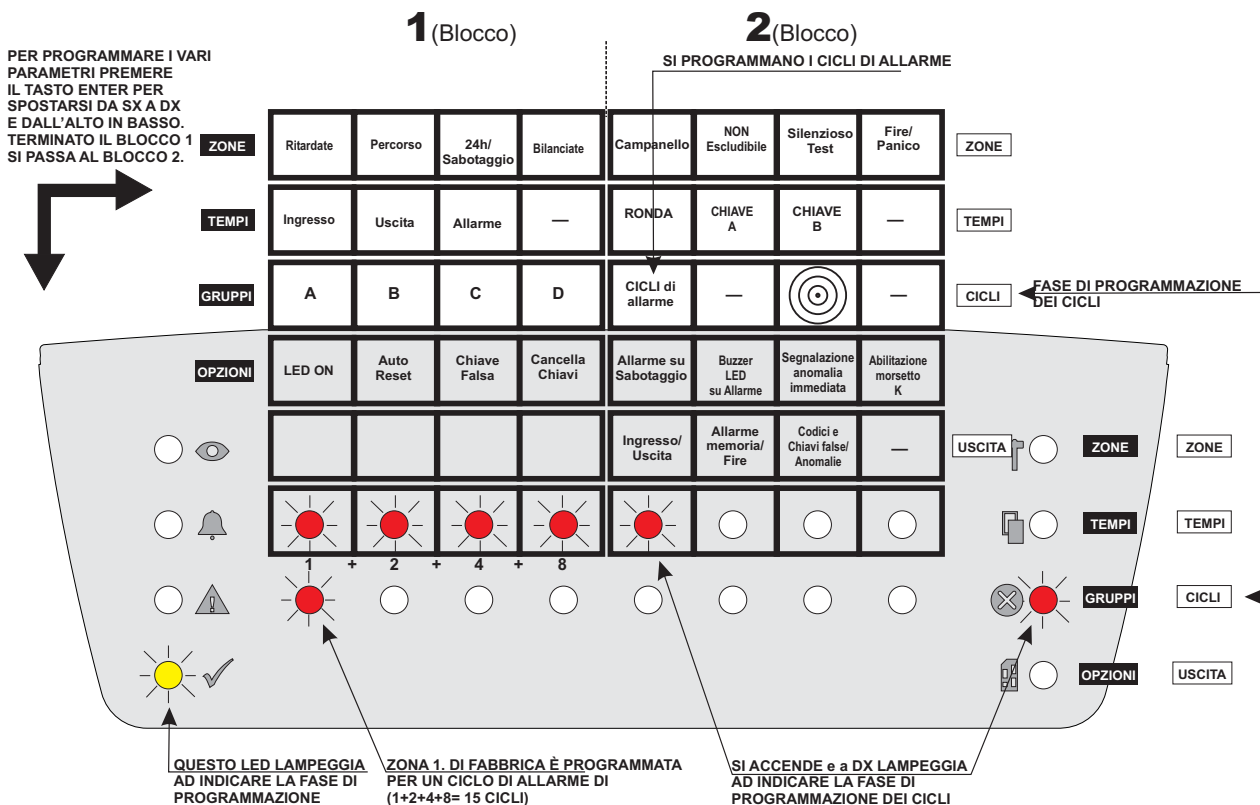 1 (Blocco)
2 (Blocco)
PER PROGRAMMARE I VARI
PARAMETRI PREMERE
IL TASTO ENTER PER
SPOSTARSI DA SX A DX
E DALL'ALTO IN BASSO.
TERMINATO IL BLOCCO 1
SI PASSA AL BLOCCO 2.
SI PROGRAMMANO I CICLI DI ALLARME
ZONE
Ritardate
Percorso
24h/
Sabotaggio
Bilanciate
Campanello
NON
Escludibile
Silenzioso
Test
Fire/
Panico
ZONE
TEMPI
Ingresso
Uscita
Allarme
—
RONDA
CHIAVE
A
CHIAVE
B
—
TEMPI
GRUPPI
A
B
C
D
CICLI di
allarme
—
—
CICLI
FASE DI PROGRAMMAZIONE
DEI CICLI
OPZIONI
LED ON
Auto
Reset
Chiave
Falsa
Cancella
Chiavi
Allarme su
Sabotaggio
Buzzer
LED
su Allarme
Segnalazione
anomalia
immediata
Abilitazione
morsetto
K
Ingresso/
Uscita
Allarme
memoria/
Fire
Codici e
Chiavi false/
Anomalie
—
USCITA
ZONE
ZONE
TEMPI
TEMPI
1 + 2 + 4 + 8
GRUPPI
CICLI
OPZIONI
USCITA
QUESTO LED LAMPEGGIA
AD INDICARE LA FASE DI
PROGRAMMAZIONE
ZONA 1. DI FABBRICA È PROGRAMMATA
PER UN CICLO DI ALLARME DI
(1+2+4+8= 15 CICLI)
SI ACCENDE e a DX LAMPEGGIA
AD INDICARE LA FASE DI
PROGRAMMAZIONE DEI CICLI